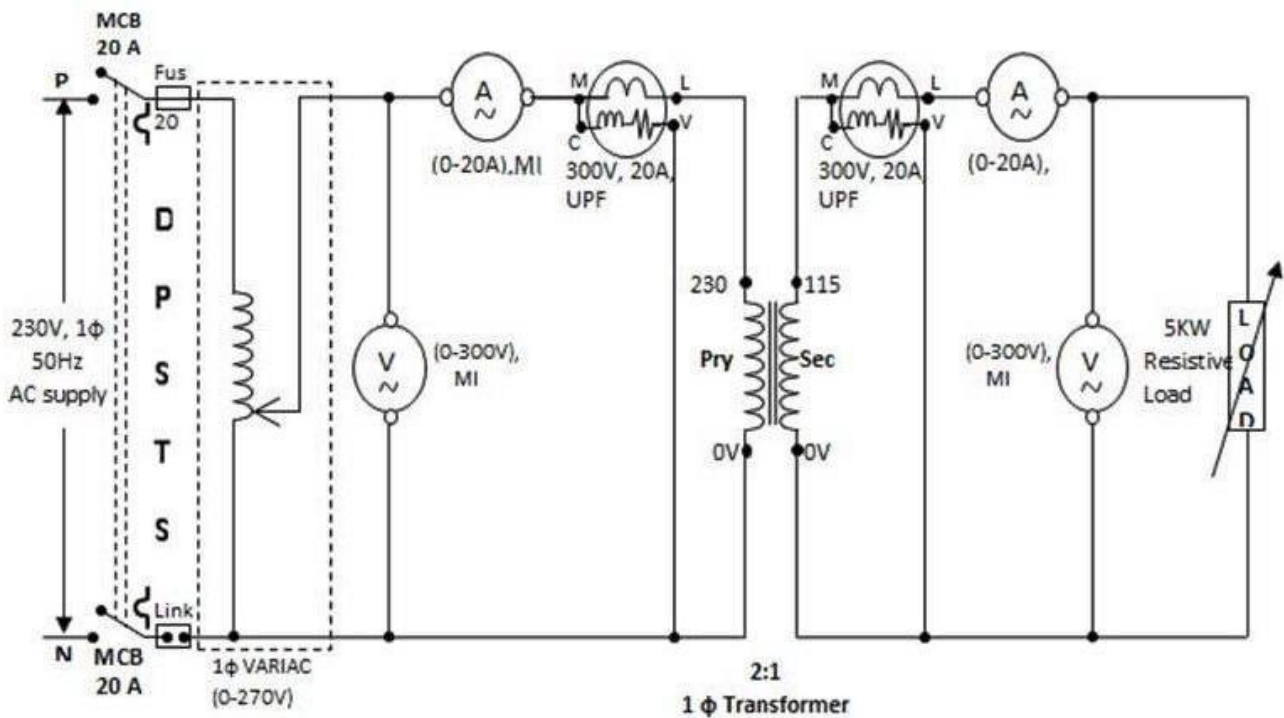 MCB
20 A
P
Fus
20
D
P
S
T
S
230V, 1ϕ
50Hz
AC supply
N
MCB
20 A
Link
1ϕ VARIAC
(0-270V)
A
~
(0-20A),MI
V
~
(0-300V),
MI
M
L
C
V
300V, 20A,
UPF
230
0V
Pry
Sec
115
0V
2:1
1 ϕ Transformer
M
L
C
V
300V, 20A,
UPF
A
~
(0-20A),
V
~
(0-300V),
MI
5KW
Resistive
Load
L
O
A
D